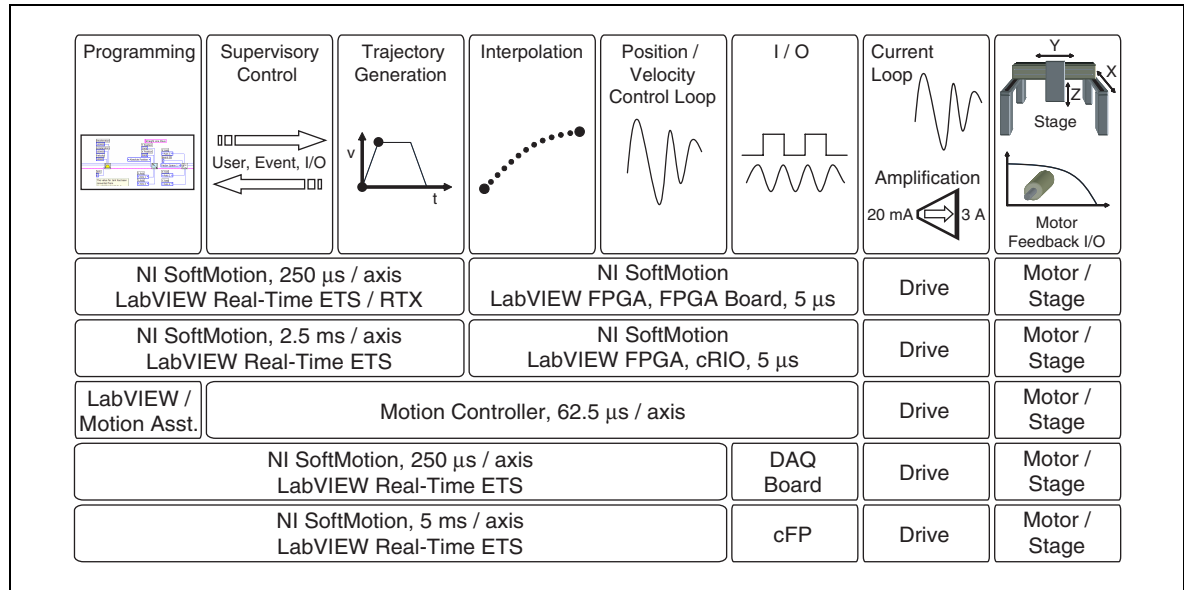 Programming
Supervisory
Control
User, Event, I/O
Trajectory
Generation
v
t
Interpolation
Position /
Velocity
Control Loop
I / O
Current
Loop
Amplification
20 mA
3 A
Y
X
Z
Stage
Motor
Feedback I/O
NI SoftMotion, 250 μs / axis
LabVIEW Real-Time ETS / RTX
NI SoftMotion
LabVIEW FPGA, FPGA Board, 5 μs
Drive
Motor /
Stage
NI SoftMotion, 2.5 ms / axis
LabVIEW Real-Time ETS
NI SoftMotion
LabVIEW FPGA, cRIO, 5 μs
Drive
Motor /
Stage
LabVIEW /
Motion Asst.
Motion Controller, 62.5 μs / axis
Drive
Motor /
Stage
NI SoftMotion, 250 μs / axis
LabVIEW Real-Time ETS
DAQ
Board
Drive
Motor /
Stage
NI SoftMotion, 5 ms / axis
LabVIEW Real-Time ETS
cFP
Drive
Motor /
Stage